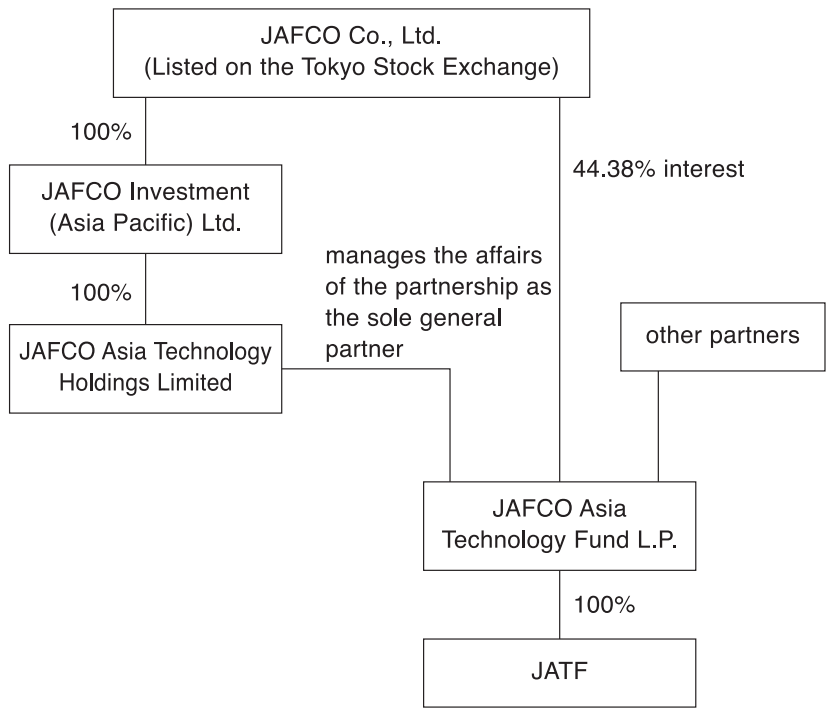 JAFCO Co., Ltd.
(Listed on the Tokyo Stock Exchange)
100%
44.38% interest
JAFCO Investment
(Asia Pacific) Ltd.
100%
manages the affairs
of the partnership as
the sole general
partner
JAFCO Asia Technology
Holdings Limited
other partners
JAFCO Asia
Technology Fund L.P.
100%
JATF